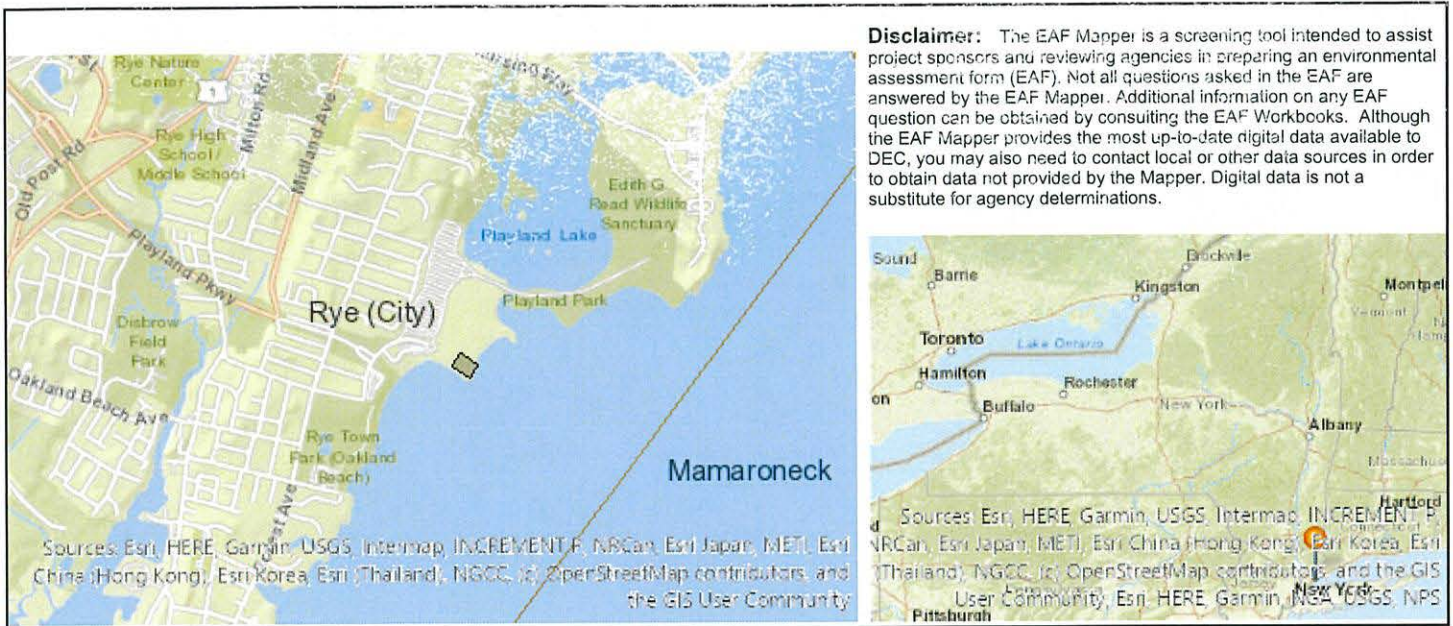 Disclaimer: The EAF Mapper is a screening tool intended to assist
project sponsors and reviewing agencies in preparing an environmental
assessment form (EAF). Not all questions asked in the EAF are
answered by the EAF Mapper. Additional information on any EAF
question can be obtained by consulting the EAF Workbooks. Although
the EAF Mapper provides the most up-to-date digital data available to
DEC, you may also need to contact local or other data sources in order
to obtain data not provided by the Mapper. Digital data is not a
substitute for agency determinations.
Rye Nature
Center
1
Milton Rd
Midland Ave
Rye High
School /
Middle School
Old Post Rd
Playland Pkwy
Edith G
Read Wildlife
Sanctuary
Playland Lake
Rye (City)
Playland Park
Disbrow
Field
Park
Oakland Beach Ave
Rye Town
Park (Oakland
Beach)
Forest Ave
Mamaroneck
Sources: Esri, HERE, Garmin, USGS, Intermap, INCREMENT P, NRCan, Esri Japan, METI, Esri
China (Hong Kong), Esri Korea, Esri (Thailand), NGCC, (c) OpenStreetMap contributors, and
the GIS User Community
Sound
Barrie
Brockville
Kingston
Montpel
Vermont
Toronto
Lake Ontario
Hamilton
Rochester
on
Buffalo
New York
Albany
Massachus
Hartford
Connecticut
Sources: Esri, HERE, Garmin, USGS, Intermap, INCREMENT P,
NRCan, Esri Japan, METI, Esri China (Hong Kong), Esri Korea, Esri
(Thailand), NGCC, (c) OpenStreetMap contributors, and the GIS
User Community, Esri, HERE, Garmin, NGA, USGS, NPS
New York
Pittsburgh